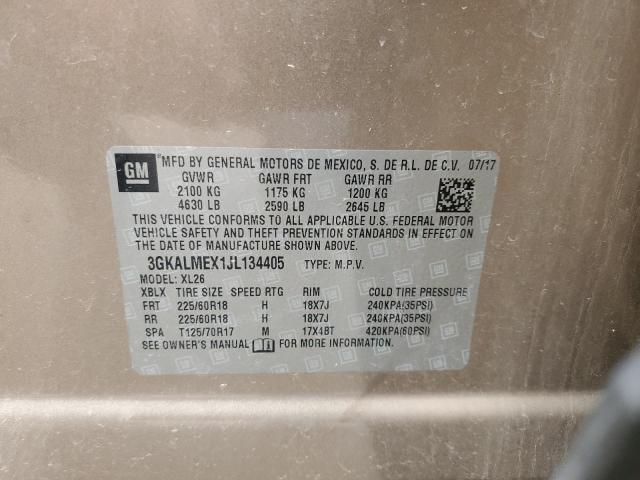 GM MFD BY GENERAL MOTORS DE MEXICO, S. DE R.L. DE C.V. 07/17
GVWR GAWR FRT GAWR RR
2100 KG 1175 KG 1200 KG
4630 LB 2590 LB 2645 LB
THIS VEHICLE CONFORMS TO ALL APPLICABLE U.S. FEDERAL MOTOR
VEHICLE SAFETY AND THEFT PREVENTION STANDARDS IN EFFECT ON
THE DATE OF MANUFACTURE SHOWN ABOVE.
3GKALMEX1JL134405 TYPE: M.P.V.
MODEL: XL26
XBLX TIRE SIZE SPEED RTG RIM COLD TIRE PRESSURE
FRT 225/60R18 H 18X7J 240KPA(35PSI)
RR 225/60R18 H 18X7J 240KPA(35PSI)
SPA T125/70R17 M 17X4BT 420KPA(60PSI)
SEE OWNER'S MANUAL FOR MORE INFORMATION.